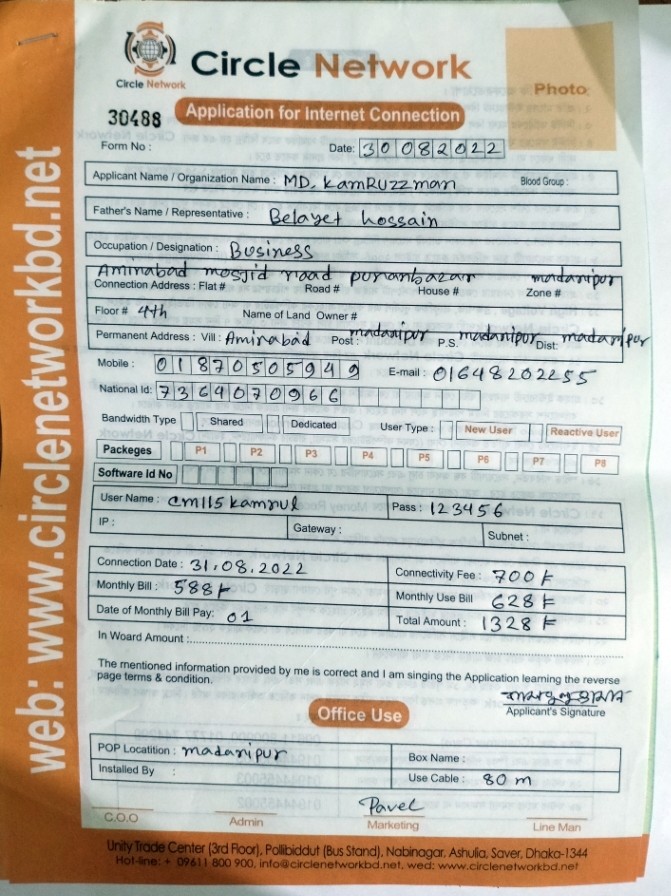 Circle Network
Circle Network
Photo
30488
Application for Internet Connection
Form No :
Date: 30082022
Applicant Name / Organization Name : MD. KamRuzzman Blood Group :
Father's Name / Representative : Belayet hossain
Occupation / Designation : Business
Aminabad mosjid road puranbazar madaripur
Connection Address : Flat # Road # House # Zone #
Floor # 4th Name of Land Owner #
Permanent Address : Vill : Aminabad Post: madaripur P.S. madaripur Dist: madaripur
Mobile : 01870505949 E-mail : 01648202255
National Id: 7364070966
Bandwidth Type Shared Dedicated User Type : New User Reactive User
Packeges P1 P2 P3 P4 P5 P6 P7 P8
Software Id No
User Name : cm115kamrul Pass : 123456
IP : Gateway : Subnet :
Connection Date : 31.08.2022 Connectivity Fee : 700৳
Monthly Bill : 588৳ Monthly Use Bill 628৳
Date of Monthly Bill Pay: 01 Total Amount : 1328৳
In Woard Amount :
The mentioned information provided by me is correct and I am singing the Application learning the reverse
page terms & condition.
Applicant's Signature
Office Use
POP Locatition : madaripur Box Name :
Installed By : Use Cable : 80 m
Pavel
C.O.O Admin Marketing Line Man
Unity Trade Center (3rd Floor), Pollibiddut (Bus Stand), Nabinagar, Ashulia, Saver, Dhaka-1344
Hot-line: + 09611 800 900, info@circlenetworkbd.net, wed: www.circlenetworkbd.net
web: www.circlenetworkbd.net